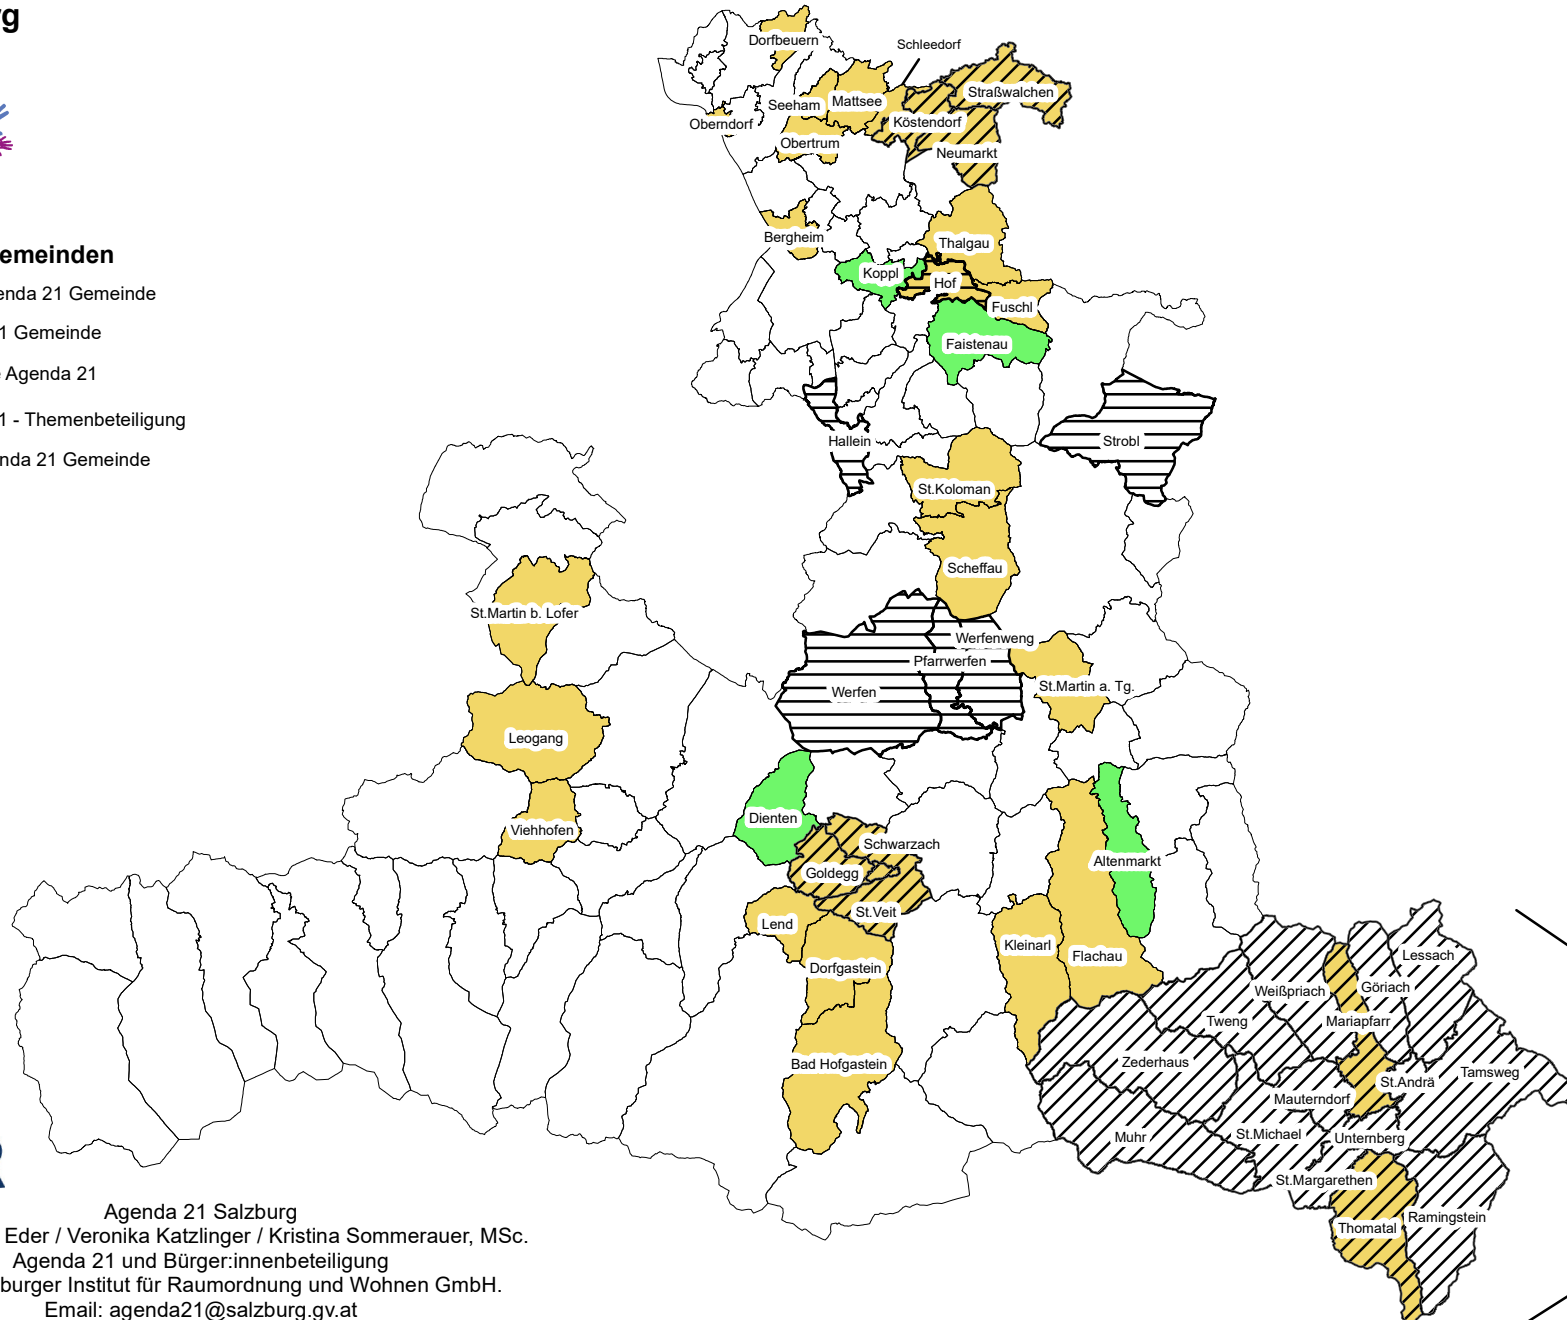 g
emeinden
enda 21 Gemeinde
1 Gemeinde
e Agenda 21
1 - Themenbeteiligung
nda 21 Gemeinde
Dorfbeuern
Schleedorf
Straßwalchen
Seeham
Mattsee
Oberndorf
Köstendorf
Obertrum
Neumarkt
Bergheim
Thalgau
Koppl
Hof
Fuschl
Faistenau
Hallein
Strobl
St.Koloman
Scheffau
St.Martin b. Lofer
Werfenweng
Pfarrwerfen
Werfen
St.Martin a. Tg.
Leogang
Dienten
Viehhofen
Schwarzach
Altenmarkt
Goldegg
St.Veit
Lend
Kleinarl
Flachau
Dorfgastein
Lessach
Weißpriach
Göriach
Tweng
Mariapfarr
Bad Hofgastein
Zederhaus
St.Andrä
Tamsweg
Mauterndorf
Muhr
St.Michael
Unternberg
St.Margarethen
Ramingstein
Thomatal
Agenda 21 Salzburg
Eder / Veronika Katzlinger / Kristina Sommerauer, MSc.
Agenda 21 und Bürger:innenbeteiligung
burger Institut für Raumordnung und Wohnen GmbH.
Email: agenda21@salzburg.gv.at